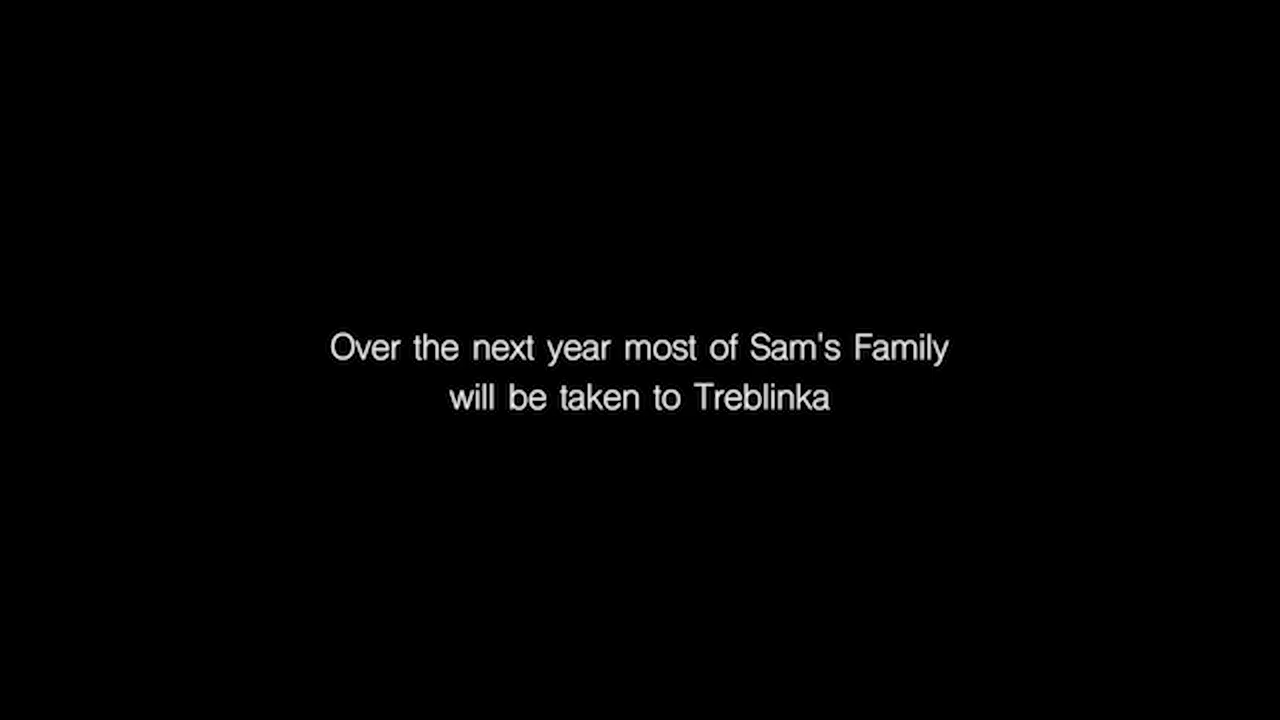 Over the next year most of Sam's Family
will be taken to Treblinka